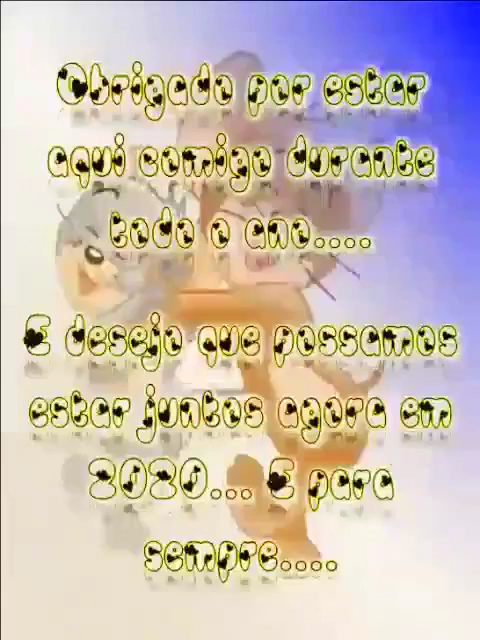 Obrigado por estar
aqui comigo durante
todo o ano....
E desejo que possamos
estar juntos agora em
2020... E para
sempre.....